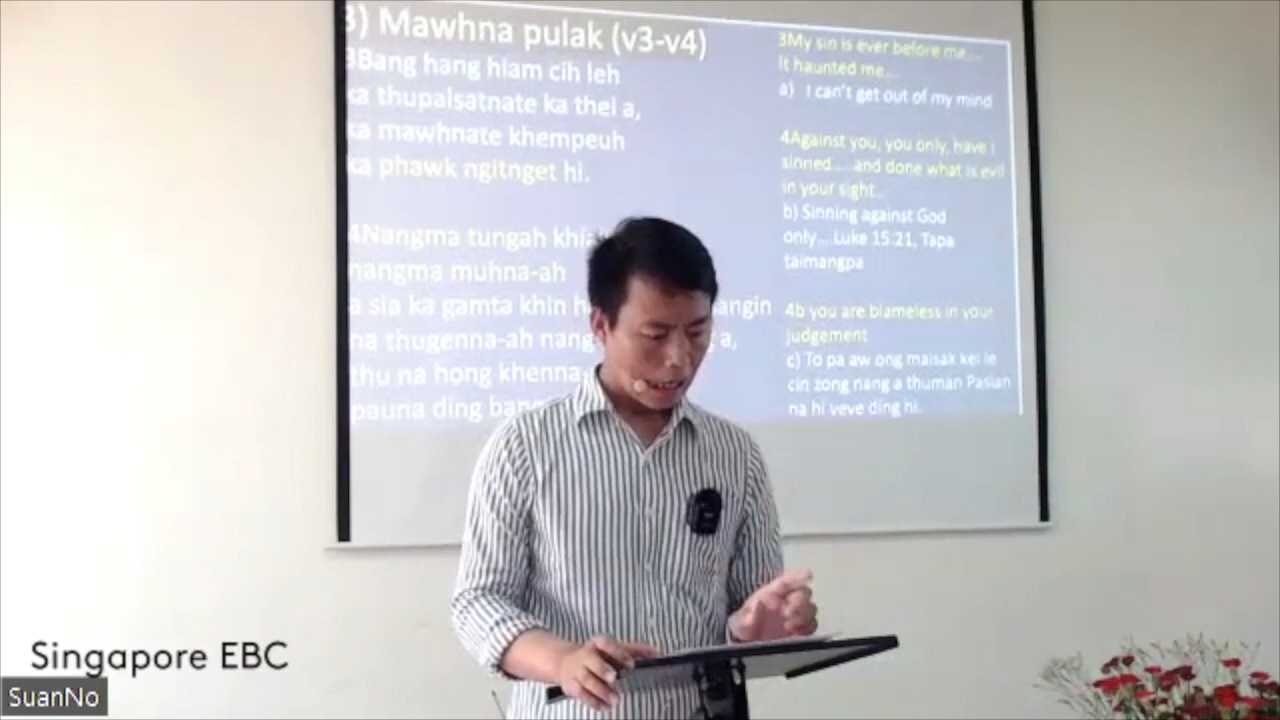 3) Mawhna pulak (v3-v4)
3Bang hang hiam cih leh
ka thupalsatnate ka thei a,
ka mawhnate khempeuh
ka phawk ngitnget hi.
4Nangma tungah
nangma muhna-ah
a sia ka gamta khin
na thugenna-ah a,
thu na hong khenna
pauna ding
3My sin is ever before me....
It haunted me....
a) I can't get out of my mind
4Against you, you only, have I
sinned.... and done what is evil
in your sight..
b) Sinning against God
only....Luke 15:21, Tapa
taimangpa
4b you are blameless in your
judgement
c) To pa aw ong maisak kei le
cin zong nang a thuman Pasian
na hi veve ding hi.
Singapore EBC
SuanNo